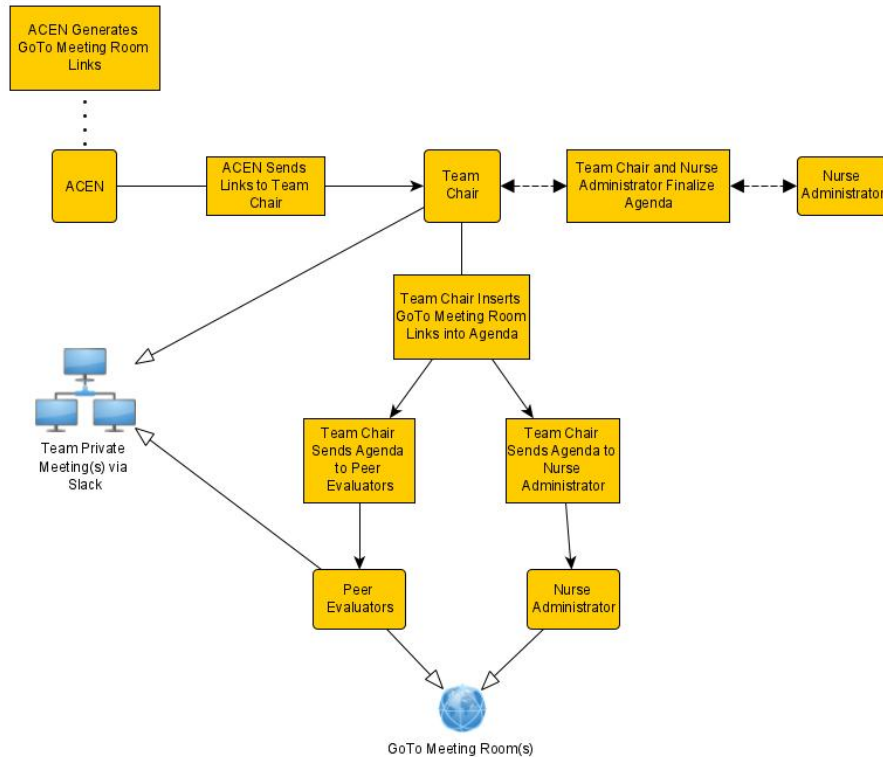 ACEN Generates
GoTo Meeting Room
Links
ACEN
ACEN Sends
Links to Team
Chair
Team
Chair
Team Chair and Nurse
Administrator Finalize
Agenda
Nurse
Administrator
Team Chair Inserts
GoTo Meeting Room
Links into Agenda
Team Private
Meeting(s) via
Slack
Team Chair
Sends Agenda
to Peer
Evaluators
Team Chair
Sends Agenda to
Nurse
Administrator
Peer
Evaluators
Nurse
Administrator
GoTo Meeting Room(s)